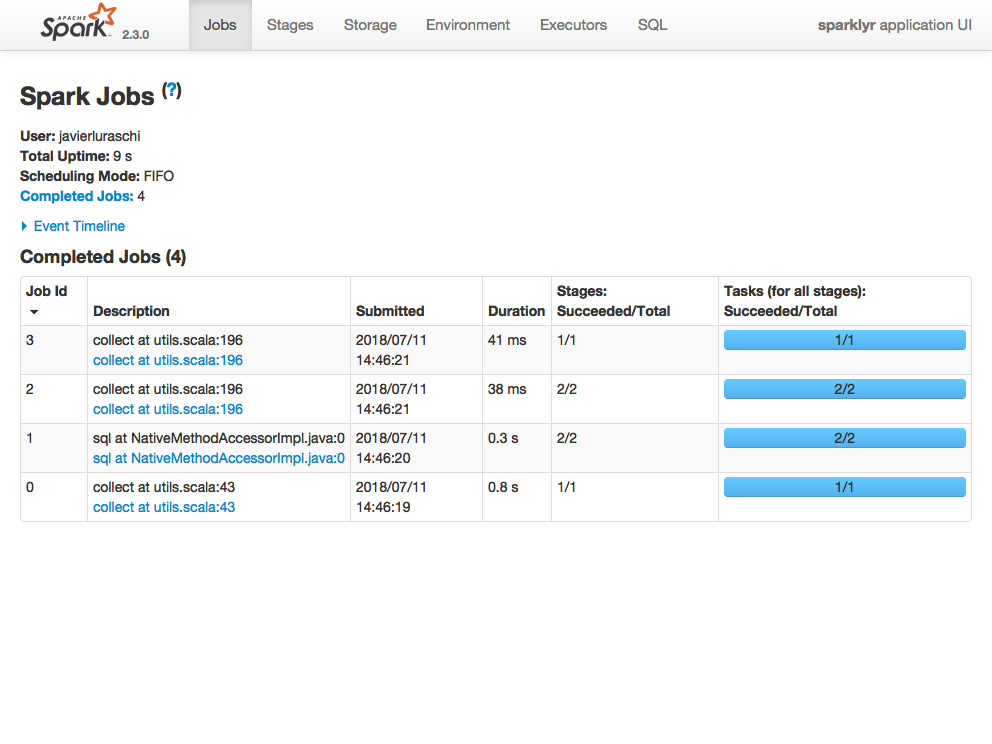 APACHE
Spark 2.3.0 Jobs Stages Storage Environment Executors SQL sparklyr application UI
Spark Jobs (?)
User: javierluraschi
Total Uptime: 9 s
Scheduling Mode: FIFO
Completed Jobs: 4
Event Timeline
Completed Jobs (4)
Job Id Description Submitted Duration Stages: Succeeded/Total Tasks (for all stages): Succeeded/Total
3 collect at utils.scala:196 2018/07/11 41 ms 1/1 1/1
collect at utils.scala:196 14:46:21
2 collect at utils.scala:196 2018/07/11 38 ms 2/2 2/2
collect at utils.scala:196 14:46:21
1 sql at NativeMethodAccessorImpl.java:0 2018/07/11 0.3 s 2/2 2/2
sql at NativeMethodAccessorImpl.java:0 14:46:20
0 collect at utils.scala:43 2018/07/11 0.8 s 1/1 1/1
collect at utils.scala:43 14:46:19